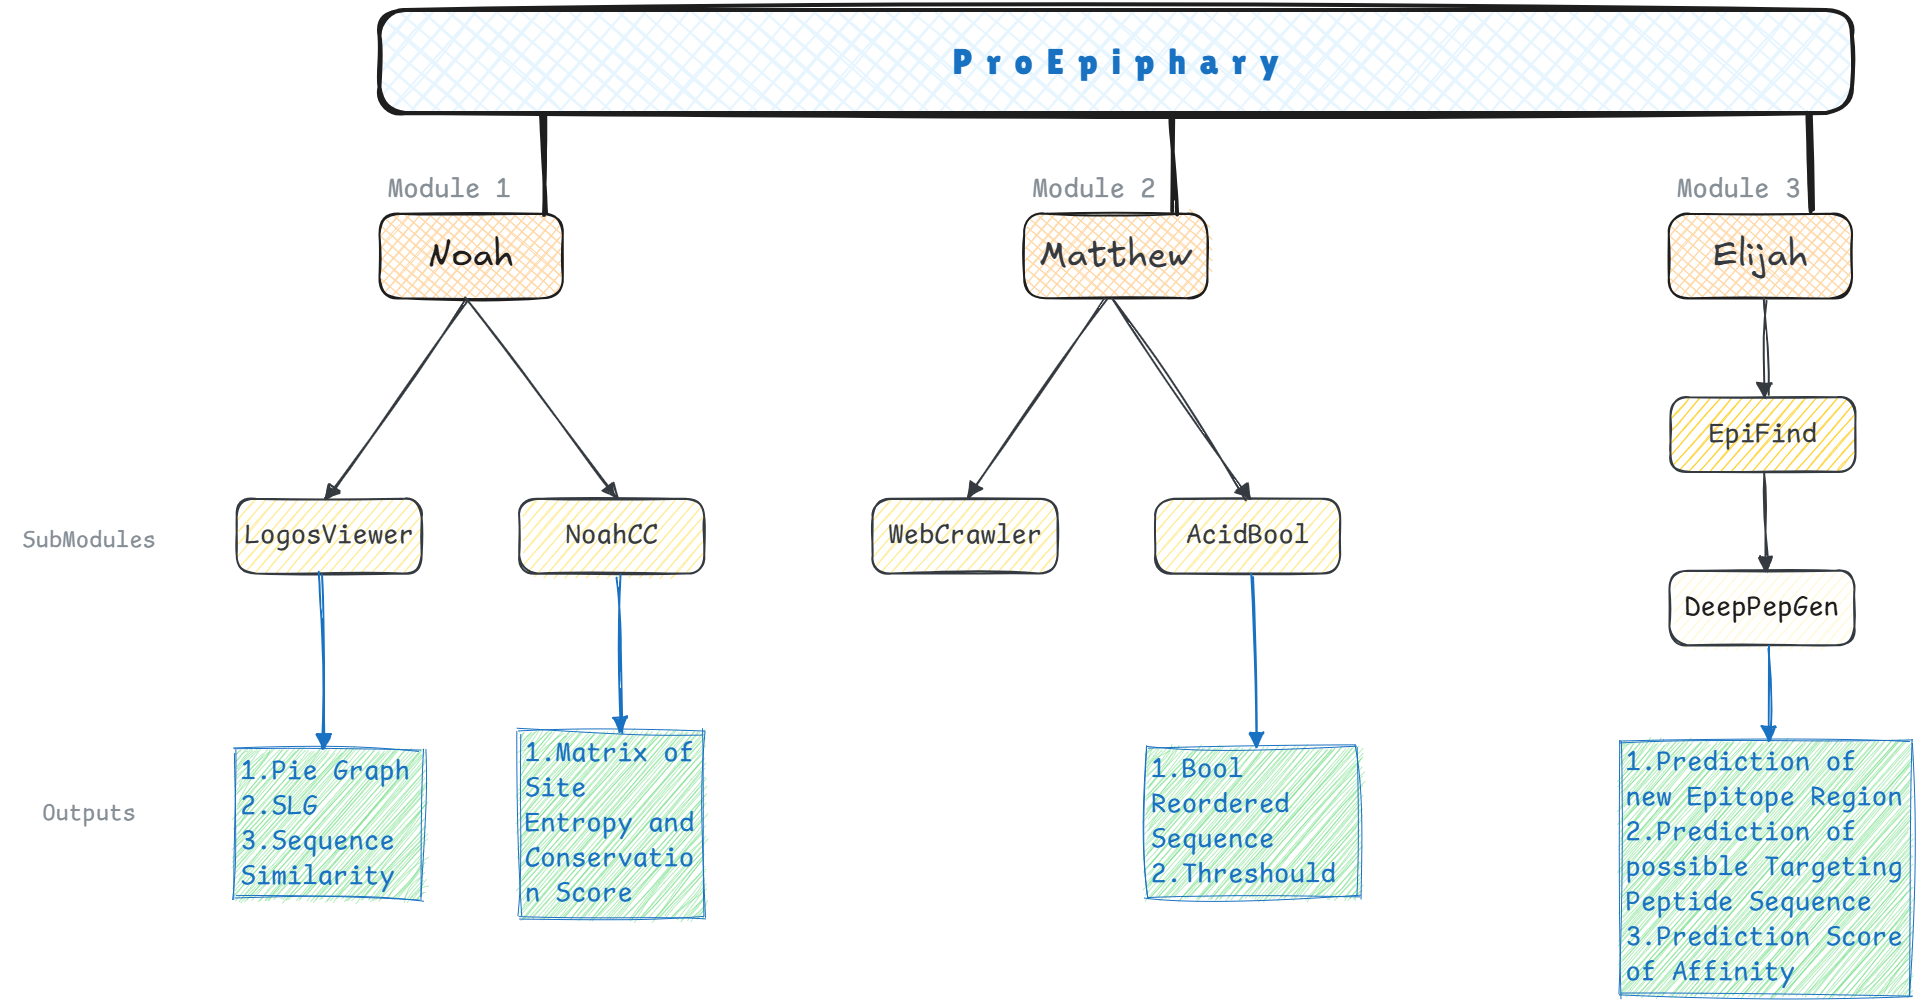 ProEpiphary
Module 1
Module 2
Module 3
Noah
Matthew
Elijah
EpiFind
SubModules
LogosViewer
NoahCC
WebCrawler
AcidBool
DeepPepGen
Outputs
1.Pie Graph
2.SLG
3.Sequence
Similarity
1.Matrix of
Site
Entropy and
Conservatio
n Score
1.Bool
Reordered
Sequence
2.Threshould
1.Prediction of
new Epitope Region
2.Prediction of
possible Targeting
Peptide Sequence
3.Prediction Score
of Affinity